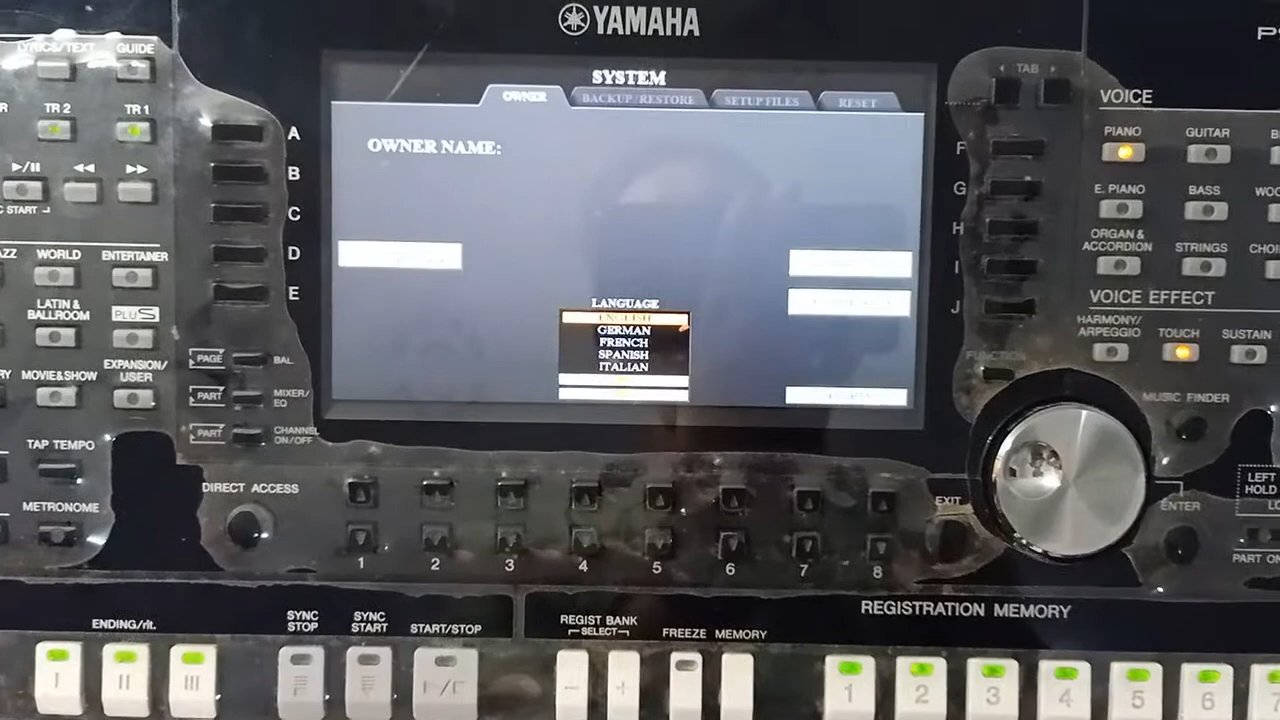 YAMAHA
SYSTEM
OWNER
BACKUP/RESTORE
SETUP FILES
RESET
OWNER NAME:
LANGUAGE
ENGLISH
GERMAN
FRENCH
SPANISH
ITALIAN
LYRICS/TEXT
GUIDE
TR 2
TR 1
WORLD
ENTERTAINER
LATIN &
BALLROOM
PLUS
MOVIE&SHOW
EXPANSION/
USER
TAP TEMPO
METRONOME
A
B
C
D
E
PAGE
BAL.
PART
MIXER/
EQ
PART
CHANNEL
ON/OFF
DIRECT ACCESS
1 2 3 4 5 6 7 8
TAB
F
G
H
I
J
FUNCTION
EXIT
ENTER
VOICE
PIANO
GUITAR
E. PIANO
BASS
ORGAN &
ACCORDION
STRINGS
VOICE EFFECT
HARMONY/
ARPEGGIO
TOUCH
SUSTAIN
MUSIC FINDER
LEFT
HOLD
PART ON
ENDING/rit.
I II III
SYNC
STOP
SYNC
START
START/STOP
REGIST BANK
SELECT
FREEZE
MEMORY
- +
REGISTRATION MEMORY
1 2 3 4 5 6